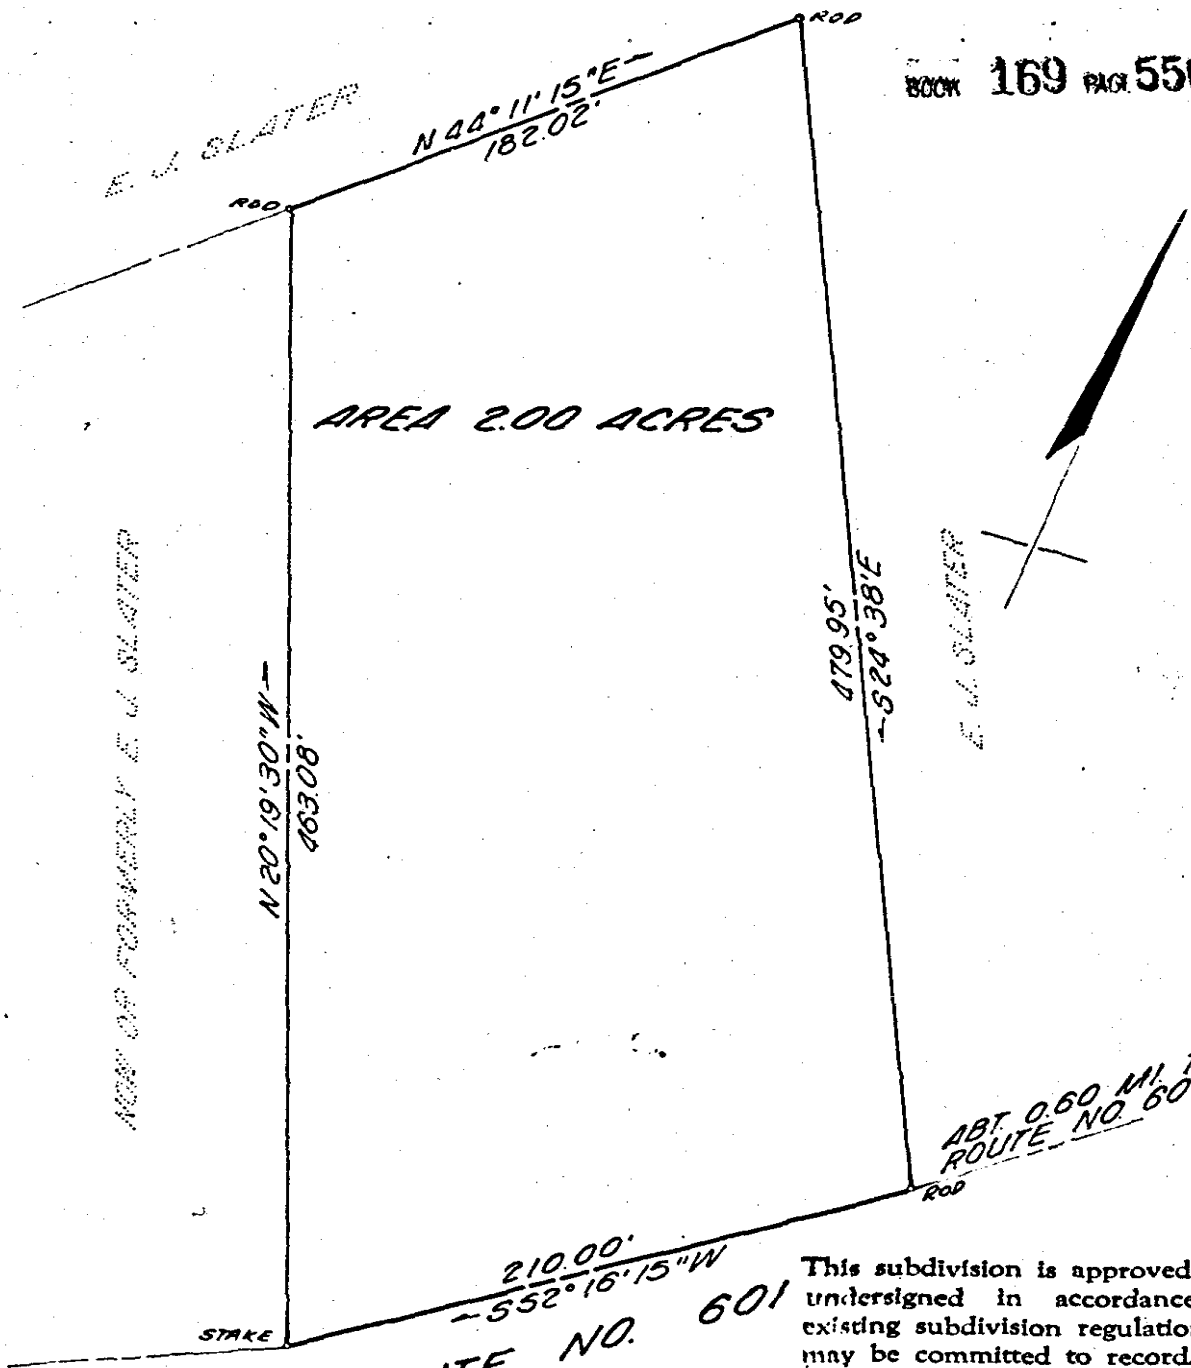 ROD
BOOK 169 PAGE 550
E. J. SLATER
N 44° 11' 15" E
182.02'
ROD
AREA 2.00 ACRES
NOW OR FORMERLY E J SLATER
N 20° 19' 30" W
463.08'
479.95'
S 24° 38' E
E. J. SLATER
ABT. 0.60 MI.
ROUTE NO. 60
ROD
210.00'
S 52° 16' 15" W
STAKE
NO. 601
This subdivision is approved
undersigned in accordance
existing subdivision
may be committed to record.